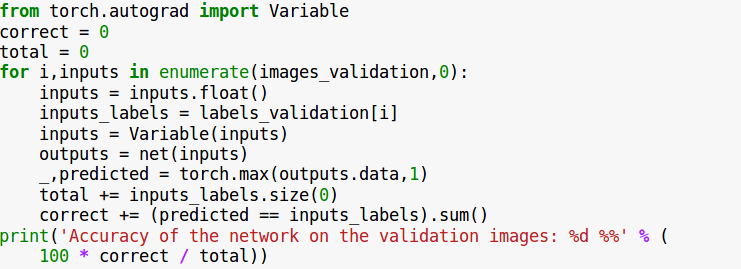 from torch.autograd import Variable
correct = 0
total = 0
for i,inputs in enumerate(images_validation,0):
    inputs = inputs.float()
    inputs_labels = labels_validation[i]
    inputs = Variable(inputs)
    outputs = net(inputs)
    _,predicted = torch.max(outputs.data,1)
    total += inputs_labels.size(0)
    correct += (predicted == inputs_labels).sum()
print('Accuracy of the network on the validation images: %d %%' % (
    100 * correct / total))